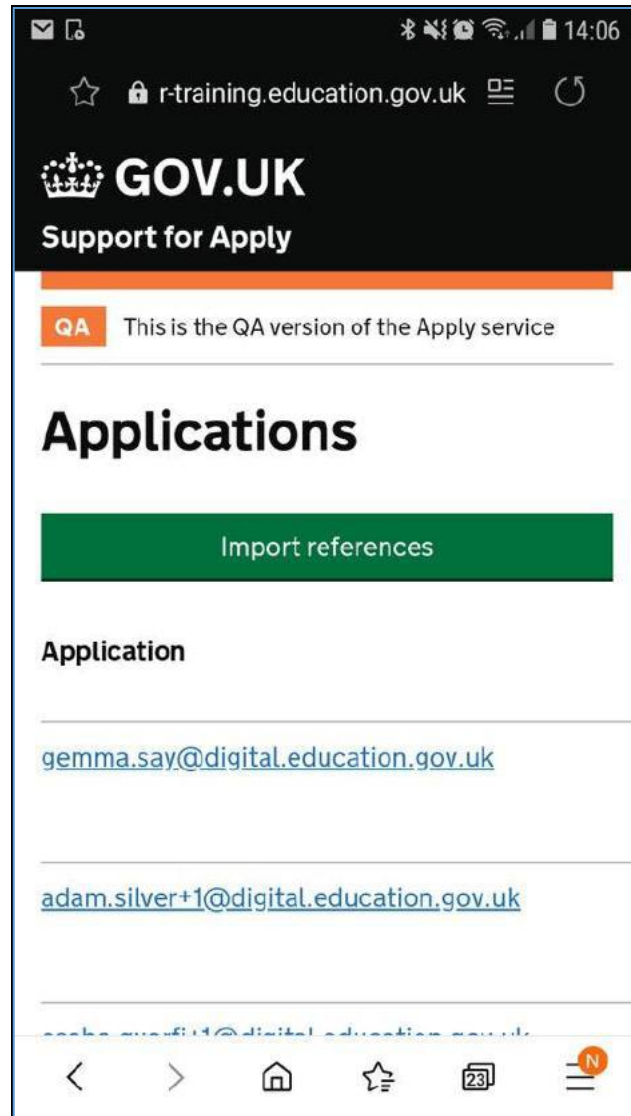 14:06
r-training.education.gov.uk
GOV.UK
Support for Apply
QA This is the QA version of the Apply service
Applications
Import references
Application
gemma.say@digital.education.gov.uk
adam.silver+1@digital.education.gov.uk
23
N